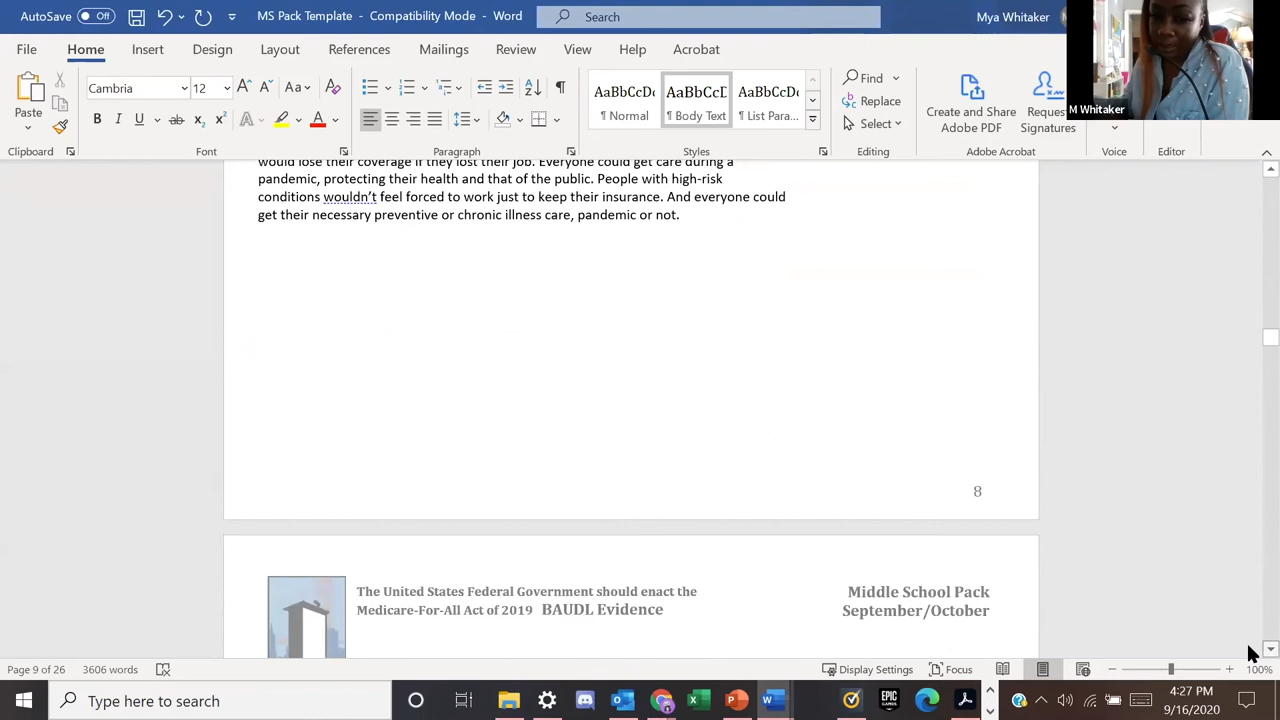 AutoSave Off MS Pack Template - Compatibility Mode - Word Search Mya Whitaker
File Home Insert Design Layout References Mailings Review View Help Acrobat
M Whitaker
Paste
Clipboard
Cambria 12
Aa
Font
Paragraph
AaBbCcDc AaBbCcD AaBbCcDc
¶ Normal ¶ Body Text ¶ List Para...
Styles
Find
Replace
Select
Editing
Create and Share
Adobe PDF
Request
Signatures
Adobe Acrobat
Voice
Editor
would lose their coverage if they lost their job. Everyone could get care during a
pandemic, protecting their health and that of the public. People with high-risk
conditions wouldn’t feel forced to work just to keep their insurance. And everyone could
get their necessary preventive or chronic illness care, pandemic or not.
8
The United States Federal Government should enact the
Medicare-For-All Act of 2019 BAUDL Evidence
Middle School Pack
September/October
Page 9 of 26 3606 words Display Settings Focus 100%
Type here to search
EPIC GAMES
4:27 PM
9/16/2020